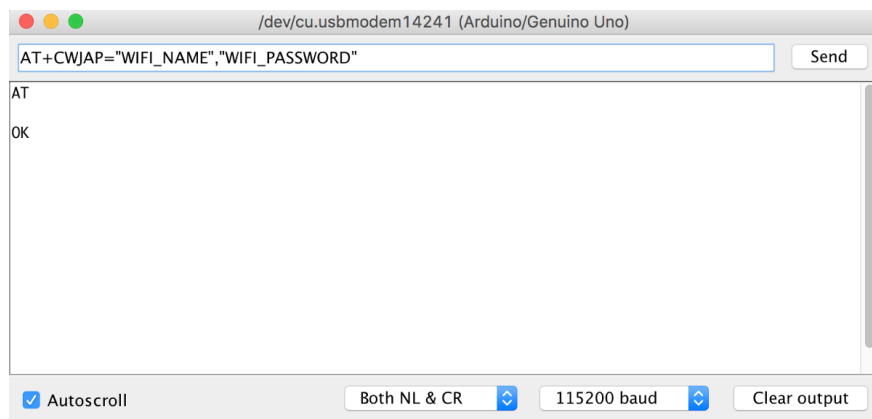 /dev/cu.usbmodem14241 (Arduino/Genuino Uno)
AT+CWJAP="WIFI_NAME","WIFI_PASSWORD"
Send
AT
OK
Autoscroll
Both NL & CR
115200 baud
Clear output